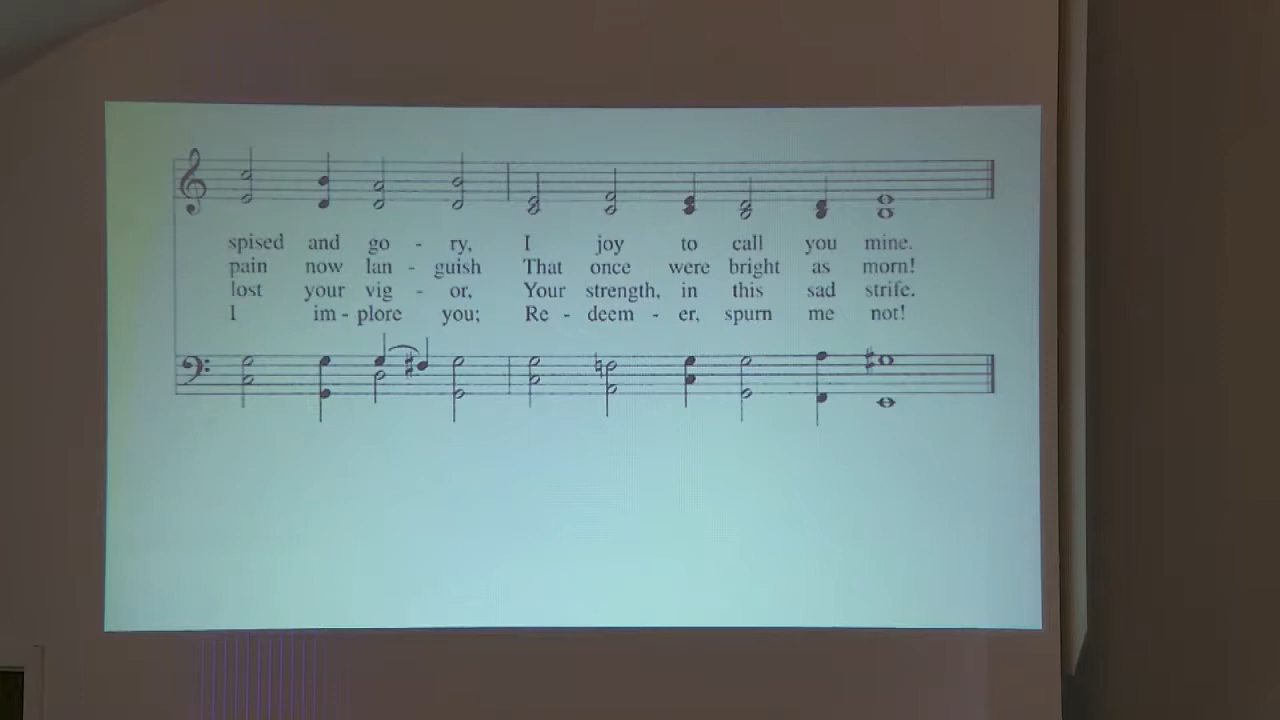 spised and go - ry, I joy to call you mine.
pain now lan - guish That once were bright as morn!
lost your vig - or, Your strength, in this sad strife.
I im - plore you; Re - deem - er, spurn me not!